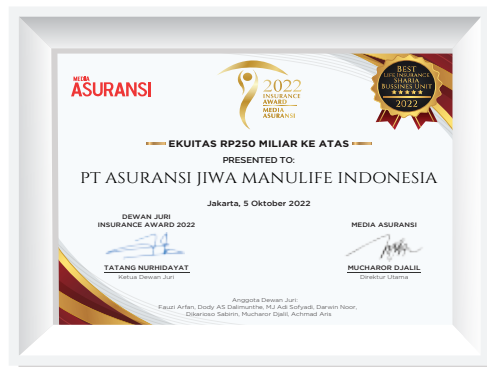 MEDIA
ASURANSI
2022
INSURANCE
AWARD
MEDIA
ASURANSI
BEST
LIFE INSURANCE
SHARIA
BUSSINES UNIT
2022
EKUITAS RP250 MILIAR KE ATAS
PRESENTED TO:
PT ASURANSI JIWA MANULIFE INDONESIA
Jakarta, 5 Oktober 2022
DEWAN JURI
INSURANCE AWARD 2022
TATANG NURHIDAYAT
Ketua Dewan Juri
MEDIA ASURANSI
MUCHAROR DJALIL
Direktur Utama
Anggota Dewan Juri:
Fauzi Arfan, Dody AS Dalimunthe, MJ Adi Sofyadi, Darwin Noor,
Dikarioso Sabirin, Mucharor Djalil, Achmad Aris